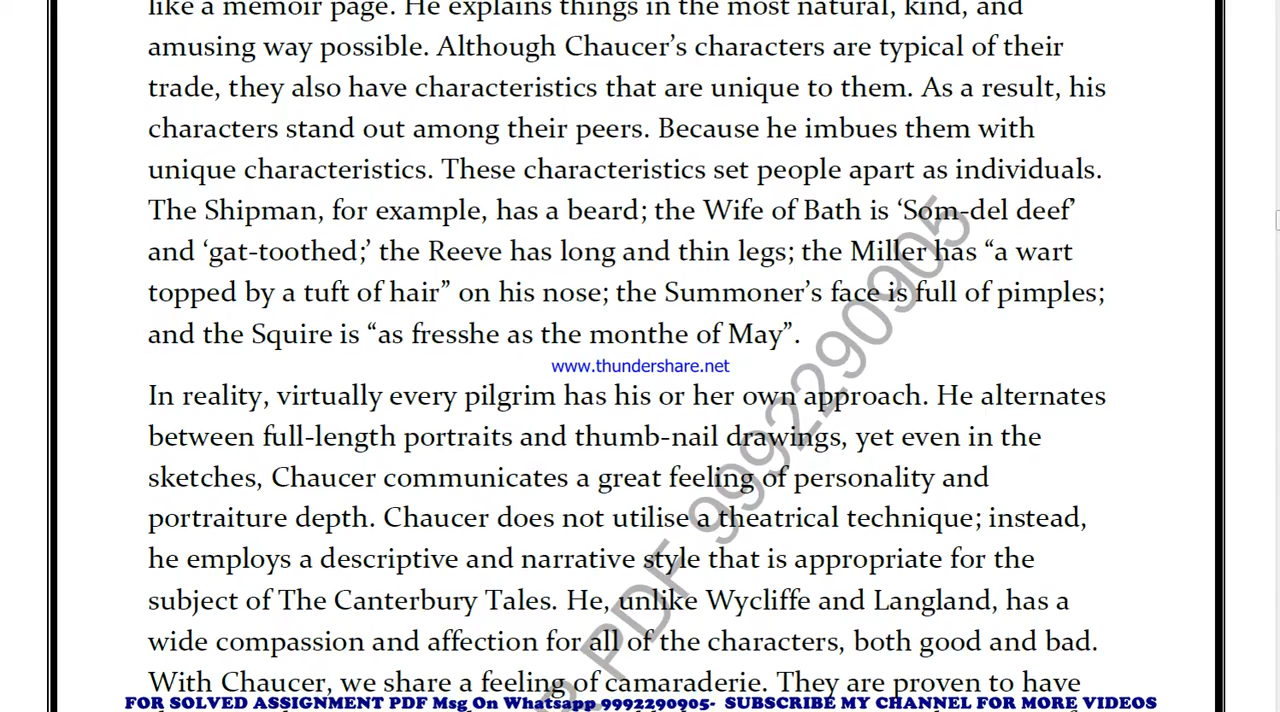 like a memoir page. He explains things in the most natural, kind, and
amusing way possible. Although Chaucer’s characters are typical of their
trade, they also have characteristics that are unique to them. As a result, his
characters stand out among their peers. Because he imbues them with
unique characteristics. These characteristics set people apart as individuals.
The Shipman, for example, has a beard; the Wife of Bath is ‘Som-del deef’
and ‘gat-toothed;’ the Reeve has long and thin legs; the Miller has “a wart
topped by a tuft of hair” on his nose; the Summoner’s face is full of pimples;
and the Squire is “as fresshe as the monthe of May”.
www.thundershare.net
In reality, virtually every pilgrim has his or her own approach. He alternates
between full-length portraits and thumb-nail drawings, yet even in the
sketches, Chaucer communicates a great feeling of personality and
portraiture depth. Chaucer does not utilise a theatrical technique; instead,
he employs a descriptive and narrative style that is appropriate for the
subject of The Canterbury Tales. He, unlike Wycliffe and Langland, has a
wide compassion and affection for all of the characters, both good and bad.
With Chaucer, we share a feeling of camaraderie. They are proven to have
PDF 9992290905
FOR SOLVED ASSIGNMENT PDF Msg On Whatsapp 9992290905- SUBSCRIBE MY CHANNEL FOR MORE VIDEOS